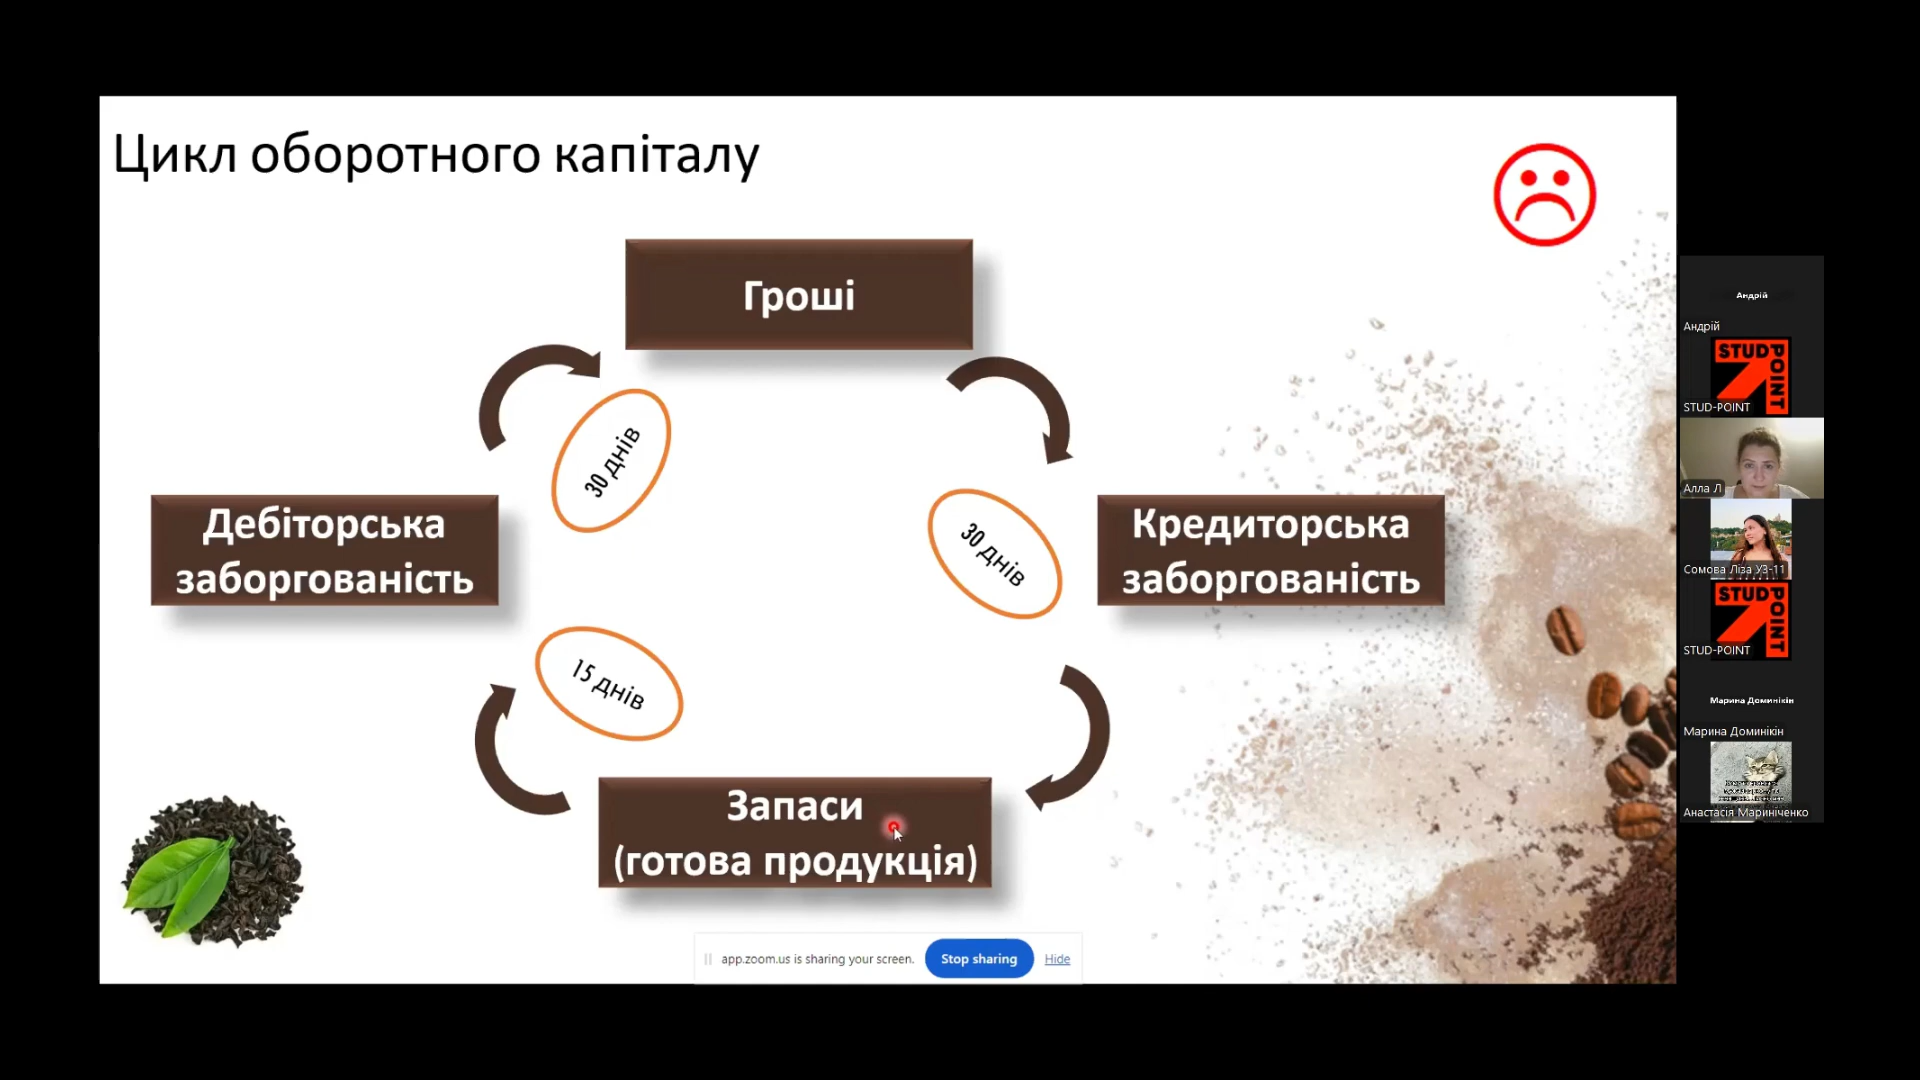 Цикл оборотного капіталу
Гроші
30 днів
30 днів
Дебіторська
заборгованість
Кредиторська
заборгованість
15 днів
Запаси
(готова продукція)
app.zoom.us is sharing your screen.
Stop sharing
Hide
Андрій
Андрій
STUD
POINT
STUD-POINT
Алла Л
Сомова Ліза УЗ-11
STUD
POINT
STUD-POINT
Марина Доминікін
Марина Доминікін
Анастасія Мариніченко